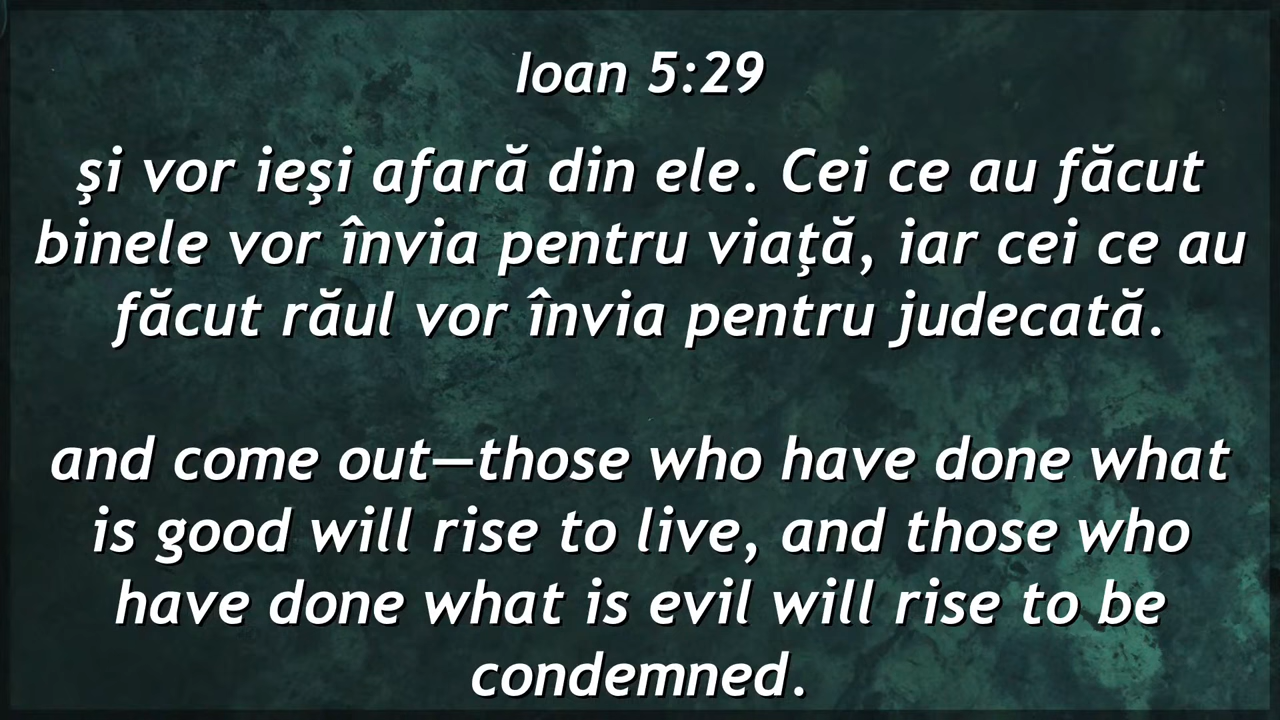 Ioan 5:29
şi vor ieşi afară din ele. Cei ce au făcut
binele vor învia pentru viaţă, iar cei ce au
făcut răul vor învia pentru judecată.
and come out—those who have done what
is good will rise to live, and those who
have done what is evil will rise to be
condemned.